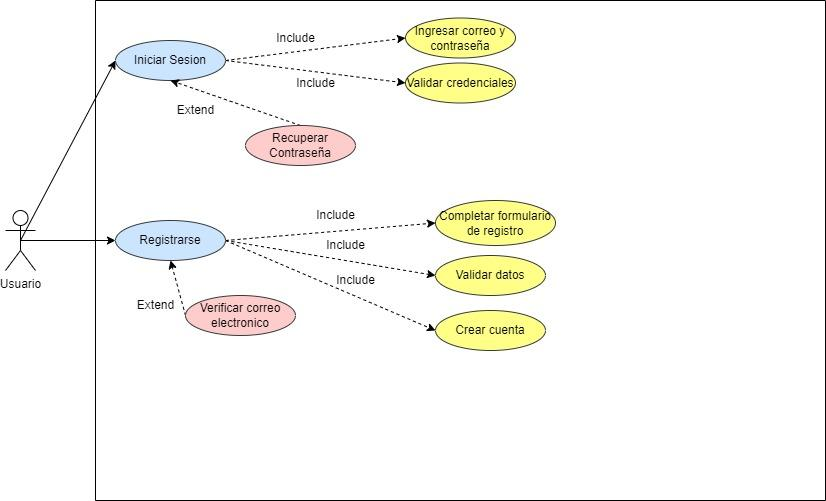 Iniciar Sesion
Include
Ingresar correo y
contraseña
Include
Validar credenciales
Extend
Recuperar
Contraseña
Usuario
Registrarse
Include
Completar formulario
de registro
Include
Validar datos
Include
Crear cuenta
Extend
Verificar correo
electronico